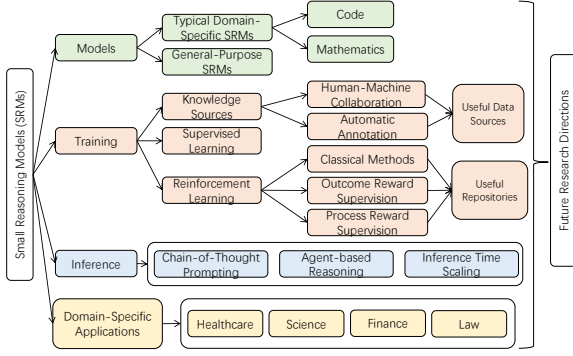 Small Reasoning Models (SRMs)
Models
Typical Domain-
Specific SRMs
General-Purpose
SRMs
Code
Mathematics
Training
Knowledge
Sources
Supervised
Learning
Reinforcement
Learning
Human-Machine
Collaboration
Automatic
Annotation
Classical Methods
Outcome Reward
Supervision
Process Reward
Supervision
Useful Data
Sources
Useful
Repositories
Inference
Chain-of-Thought
Prompting
Agent-based
Reasoning
Inference Time
Scaling
Domain-Specific
Applications
Healthcare
Science
Finance
Law
Future Research Directions